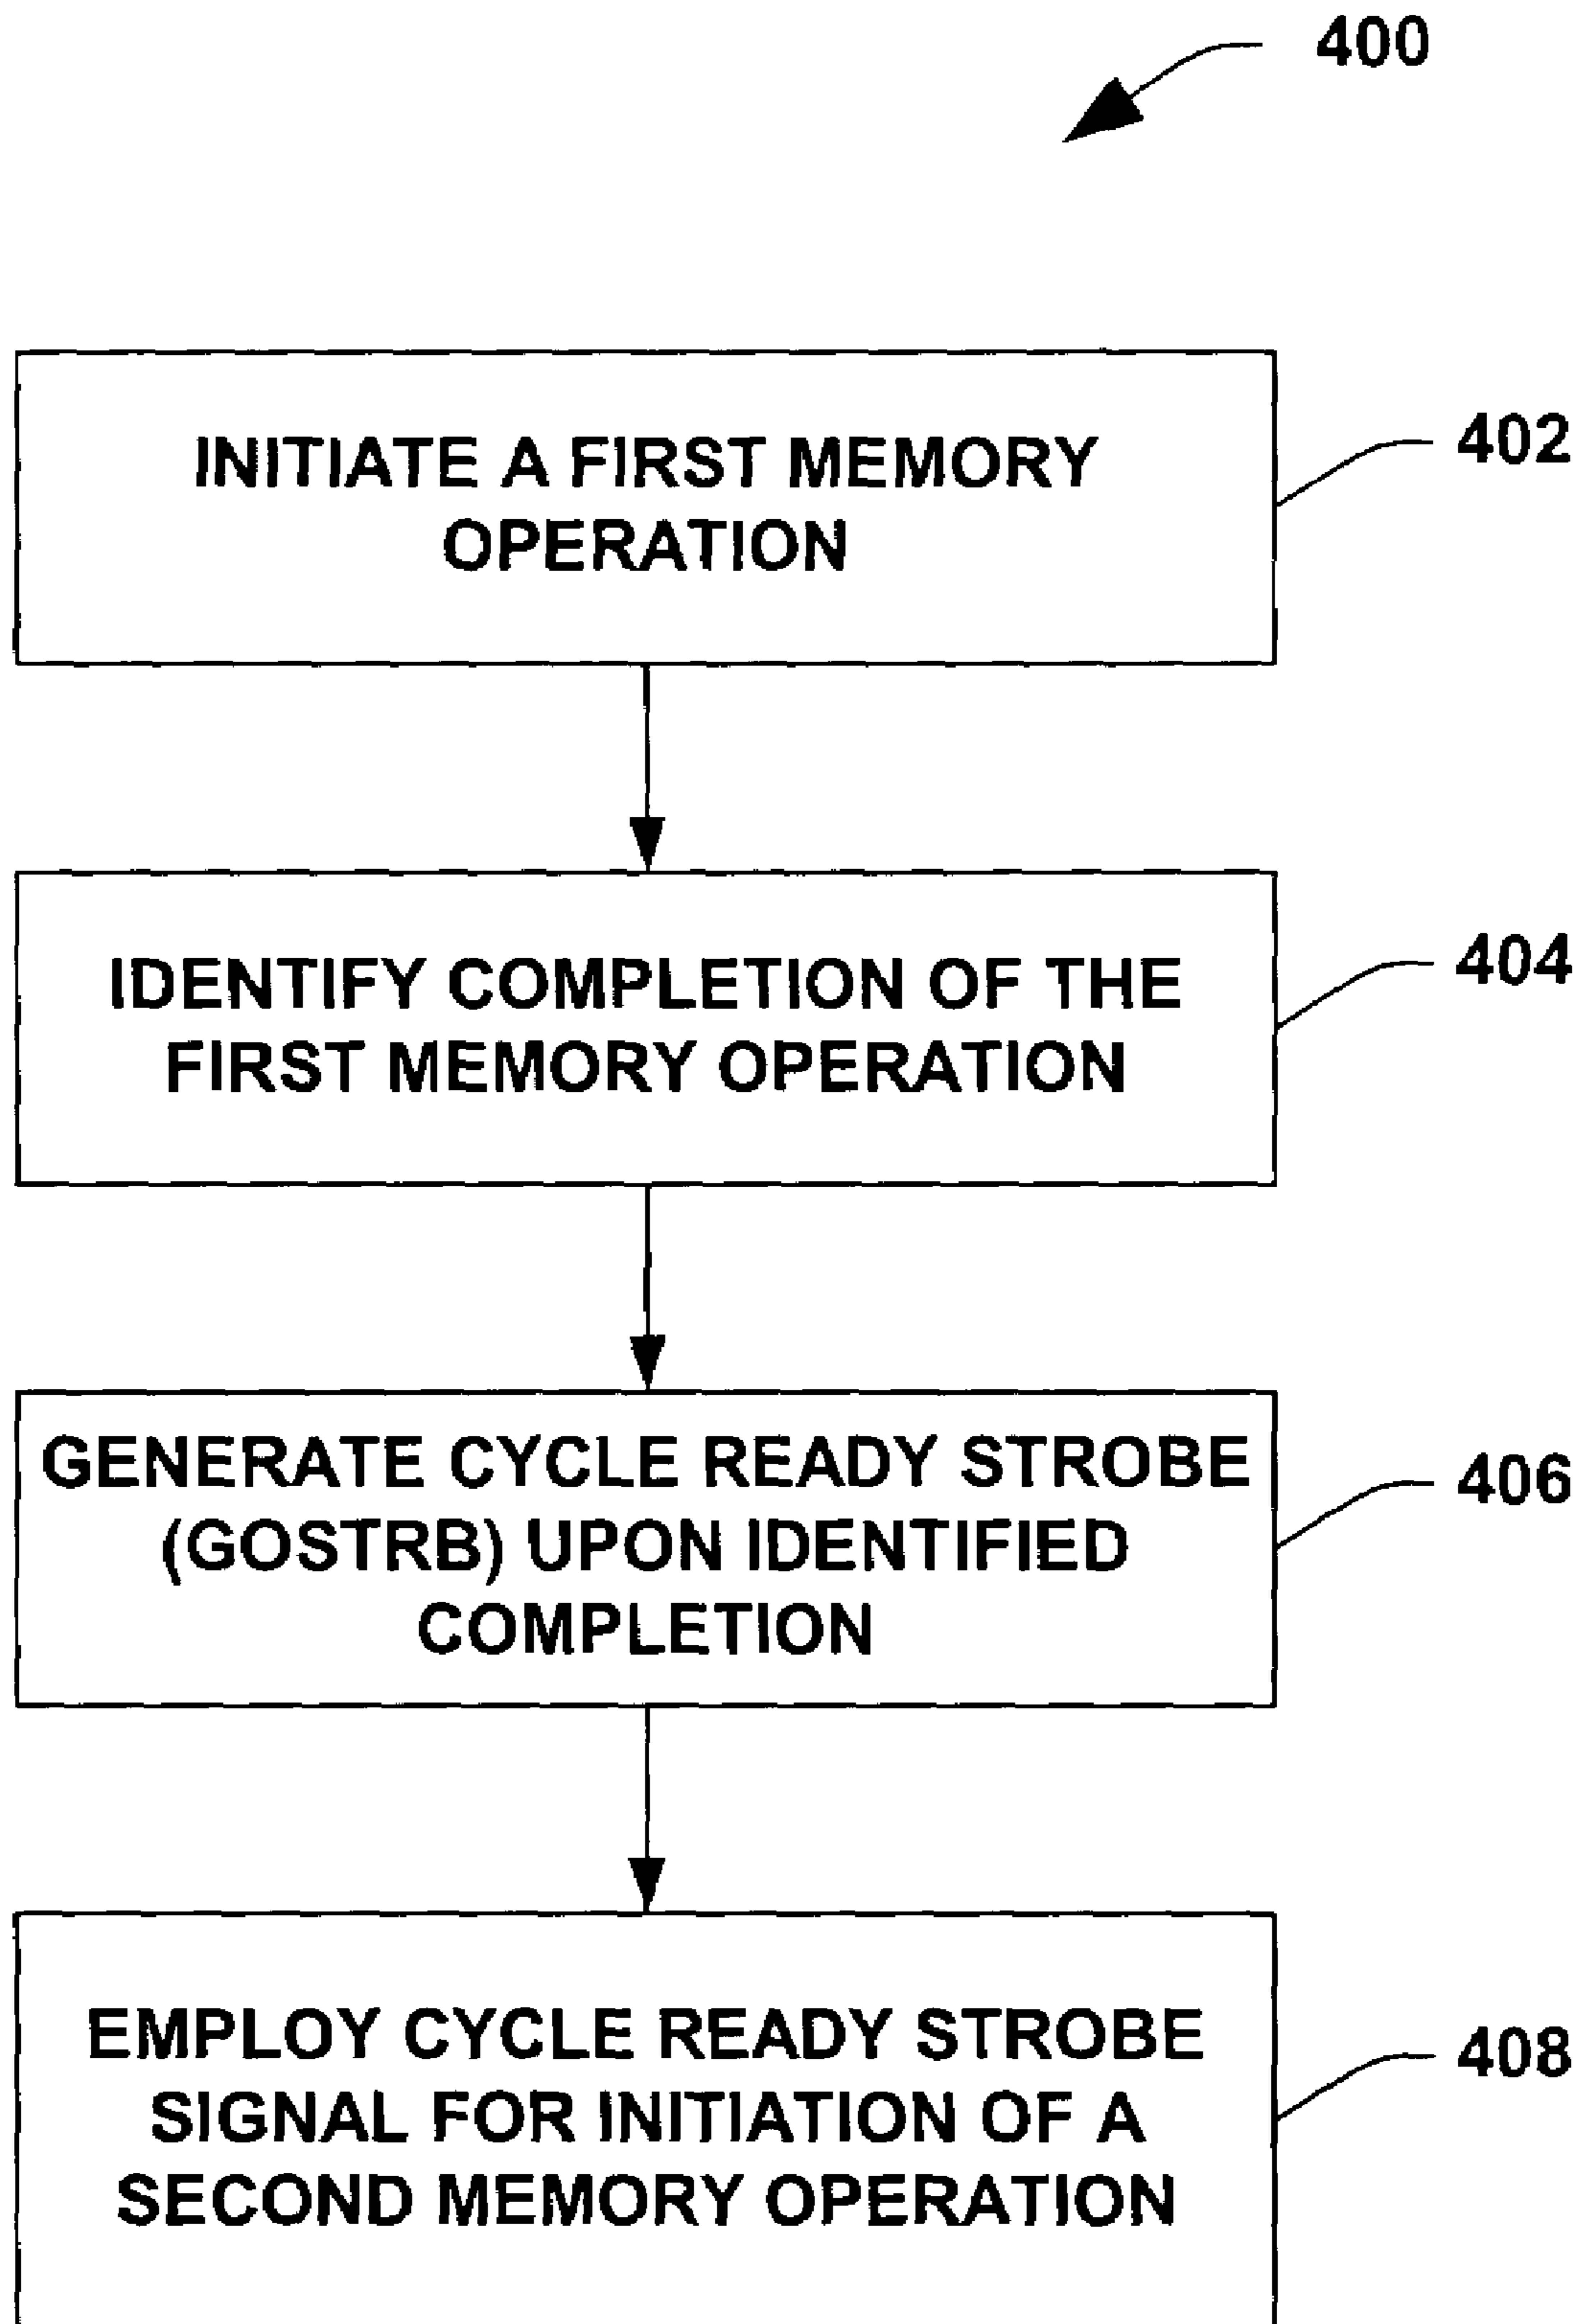 400
INITIATE A FIRST MEMORY
OPERATION
402
IDENTIFY COMPLETION OF THE
FIRST MEMORY OPERATION
404
GENERATE CYCLE READY STROBE
(GOSTRB) UPON IDENTIFIED
COMPLETION
406
EMPLOY CYCLE READY STROBE
SIGNAL FOR INITIATION OF A
SECOND MEMORY OPERATION
408